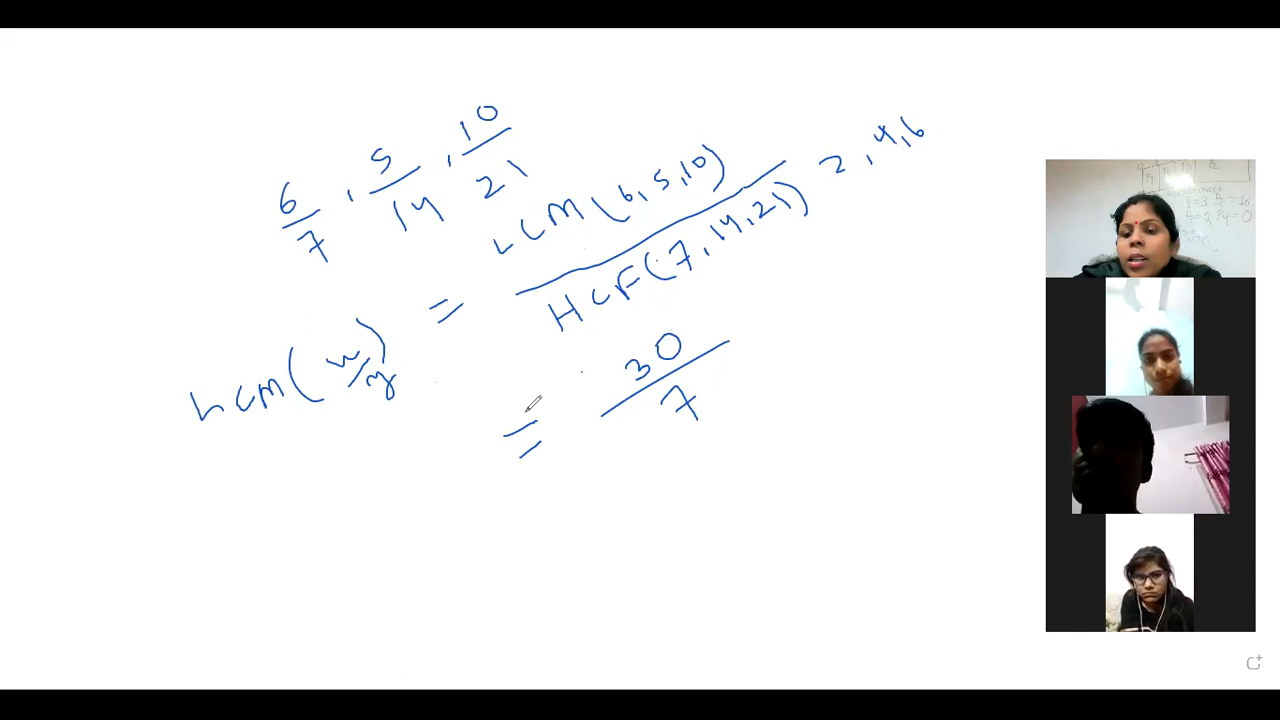 6/7 , 5/14 , 10/21
LCM (x/y) = LCM (6, 5, 10) / HCF (7, 14, 21)
2, 4, 6
= 30/7